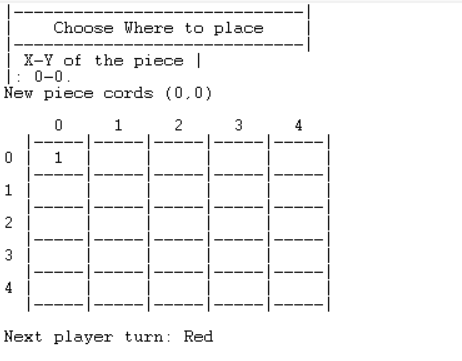 |-----------------------------|
| Choose Where to place |
|-----------------------------|
| X-Y of the piece |
|: 0-0.
New piece cords (0,0)
0 1 2 3 4
|-----|-----|-----|-----|-----|
0 | 1 | | | | |
|-----|-----|-----|-----|-----|
1 | | | | | |
|-----|-----|-----|-----|-----|
2 | | | | | |
|-----|-----|-----|-----|-----|
3 | | | | | |
|-----|-----|-----|-----|-----|
4 | | | | | |
|-----|-----|-----|-----|-----|
Next player turn: Red